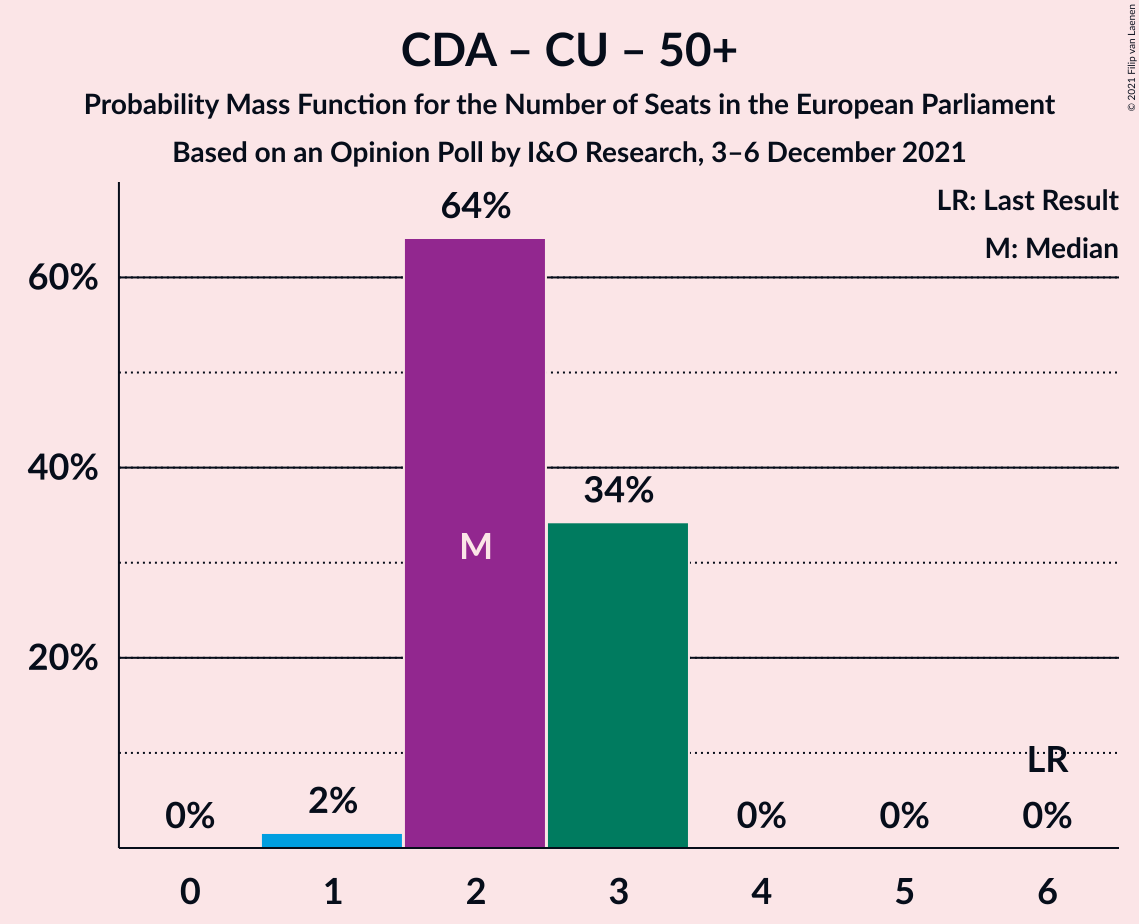 CDA – CU – 50+
Probability Mass Function for the Number of Seats in the European Parliament
Based on an Opinion Poll by I&O Research, 3–6 December 2021
© 2021 Filip van Laenen
LR: Last Result
M: Median
60%
40%
20%
0%
2%
64%
M
34%
0%
0%
LR
0%
0
1
2
3
4
5
6